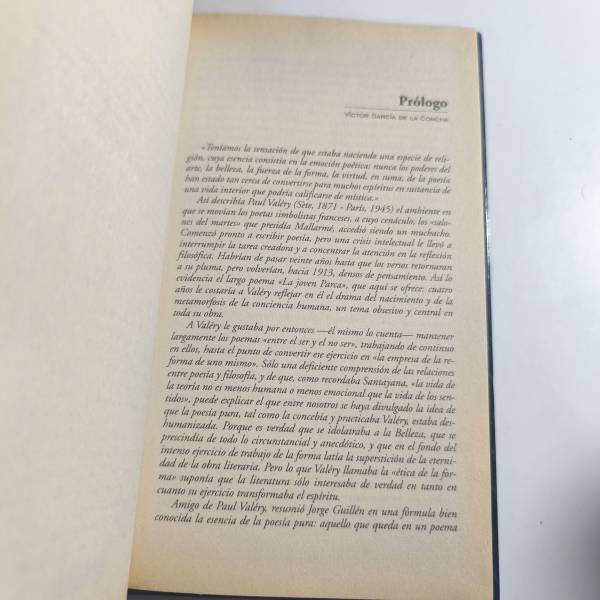 Prólogo
VÍCTOR GARCÍA DE LA CONCHA
«Teníamos la sensación de que estaba naciendo una especie de reli-
gión, cuya esencia consistía en la emoción poética; nunca los poderes del
arte, la belleza, la fuerza de la forma, la virtud, en suma, de la poesía
han estado tan cerca de convertirse para muchos espíritus en sustancia de
una vida interior que podría calificarse de mística.»
Así describía Paul Valéry (Sète, 1871 - París, 1945) el ambiente en
que se movían los poetas simbolistas franceses, a cuyo cenáculo, los «salo-
nes del martes» que presidía Mallarmé, accedió siendo un muchacho.
Comenzó pronto a escribir poesía, pero una crisis intelectual le llevó a
interrumpir la tarea creadora y a concentrar la atención en la reflexión
filosófica. Habrían de pasar veinte años hasta que los versos retornaran
a su pluma, pero volverían, hacia 1913, densos de pensamiento. Así lo
evidencia el largo poema «La joven Parca», que aquí se ofrece: cuatro
años le costaría a Valéry reflejar en él el drama del nacimiento y de la
metamorfosis de la conciencia humana, un tema obsesivo y central en
toda su obra.
A Valéry le gustaba por entonces —él mismo lo cuenta— mantener
largamente los poemas «entre el ser y el no ser», trabajando de continuo
en ellos, hasta el punto de convertir ese ejercicio en «la empresa de la re-
forma de uno mismo». Sólo una deficiente comprensión de las relaciones
entre poesía y filosofía, y de que, como recordaba Santayana, «la vida de
la teoría no es menos humana o menos emocional que la vida de los sen-
tidos», puede explicar el que entre nosotros se haya divulgado la idea de
que la poesía pura, tal como la concebía y practicaba Valéry, estaba des-
humanizada. Porque es verdad que se idolatraba a la Belleza, que se
prescindía de todo lo circunstancial y anecdótico, y que en el fondo del
intenso ejercicio de trabajo de la forma latía la superstición de la eterni-
dad de la obra literaria. Pero lo que Valéry llamaba la «ética de la for-
ma» suponía que la literatura sólo interesaba de verdad en tanto en
cuanto su ejercicio transformaba el espíritu.
Amigo de Paul Valéry, resumió Jorge Guillén en una fórmula bien
conocida la esencia de la poesía pura: aquello que queda en un poema